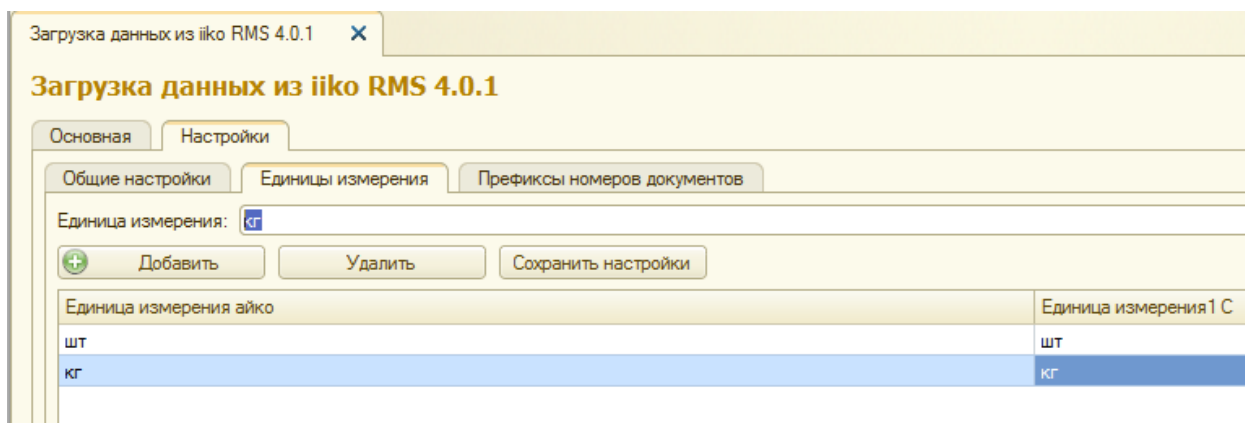 Загрузка данных из iiko RMS 4.0.1
Загрузка данных из iiko RMS 4.0.1
Основная Настройки
Общие настройки Единицы измерения Префиксы номеров документов
Единица измерения: кг
Добавить Удалить Сохранить настройки
Единица измерения айко Единица измерения1 С
шт шт
кг кг